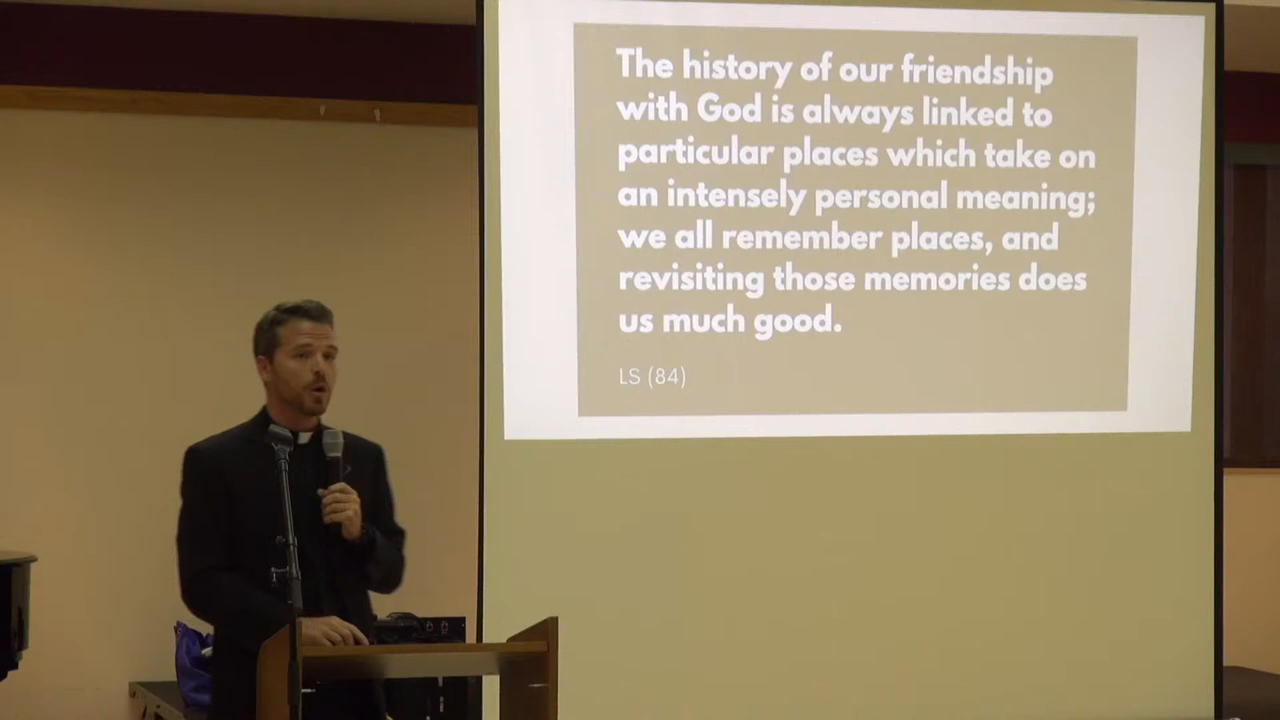 The history of our friendship
with God is always linked to
particular places which take on
an intensely personal meaning;
we all remember places, and
revisiting those memories does
us much good.
LS (84)